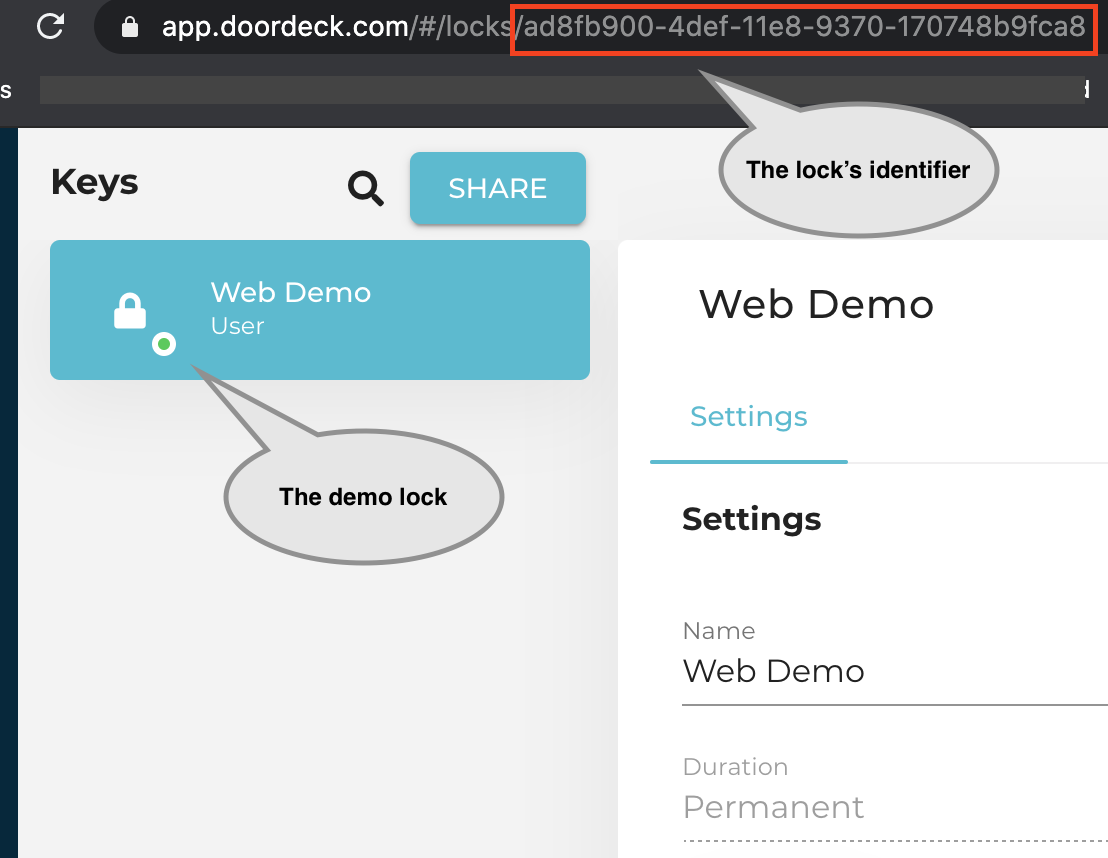 app.doordeck.com/#/locks/ad8fb900-4def-11e8-9370-170748b9fca8
s
The lock’s identifier
Keys
SHARE
Web Demo
User
The demo lock
Web Demo
Settings
Settings
Name
Web Demo
Duration
Permanent